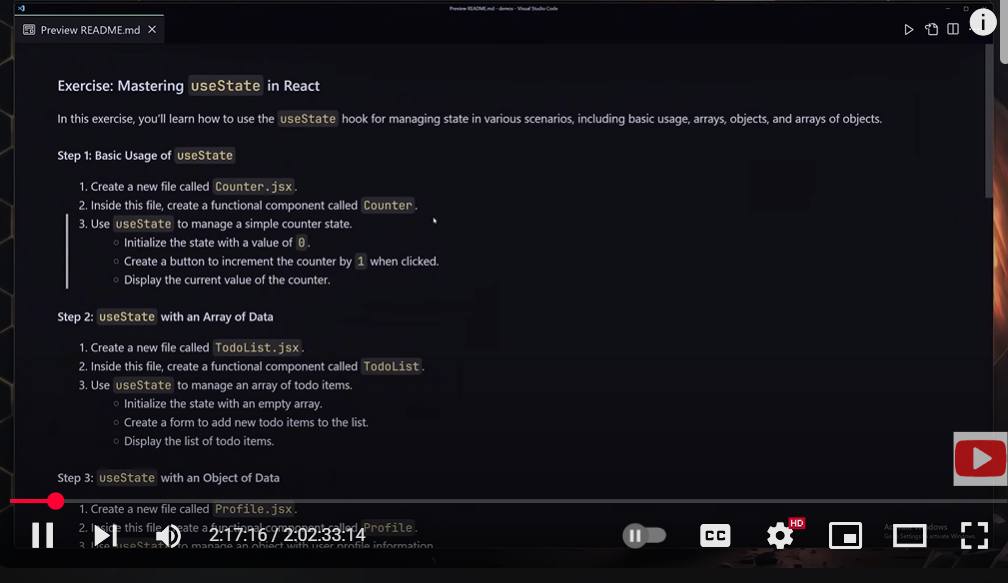 Preview README.md - demos - Visual Studio Code
Preview README.md
Exercise: Mastering useState in React
In this exercise, you'll learn how to use the useState hook for managing state in various scenarios, including basic usage, arrays, objects, and arrays of objects.
Step 1: Basic Usage of useState
1. Create a new file called Counter.jsx.
2. Inside this file, create a functional component called Counter.
3. Use useState to manage a simple counter state.
○ Initialize the state with a value of 0.
○ Create a button to increment the counter by 1 when clicked.
○ Display the current value of the counter.
Step 2: useState with an Array of Data
1. Create a new file called TodoList.jsx.
2. Inside this file, create a functional component called TodoList.
3. Use useState to manage an array of todo items.
○ Initialize the state with an empty array.
○ Create a form to add new todo items to the list.
○ Display the list of todo items.
Step 3: useState with an Object of Data
1. Create a new file called Profile.jsx.
2. Inside this file, create a functional component called Profile.
3. Use useState to manage an object with user profile information
2:17:16 / 2:02:33:14
CC
HD
Activate Windows
Go to Settings to activate Windows.